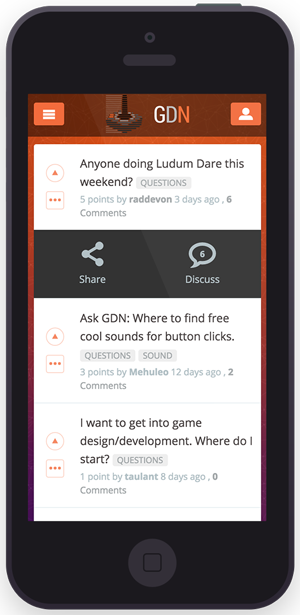 GDN
Anyone doing Ludum Dare this
weekend? QUESTIONS
5 points by raddevon 3 days ago , 6
Comments
6
Share Discuss
Ask GDN: Where to find free
cool sounds for button clicks.
QUESTIONS SOUND
3 points by Mehuleo 12 days ago , 2
Comments
I want to get into game
design/development. Where do I
start? QUESTIONS
1 point by taulant 8 days ago , 0
Comments